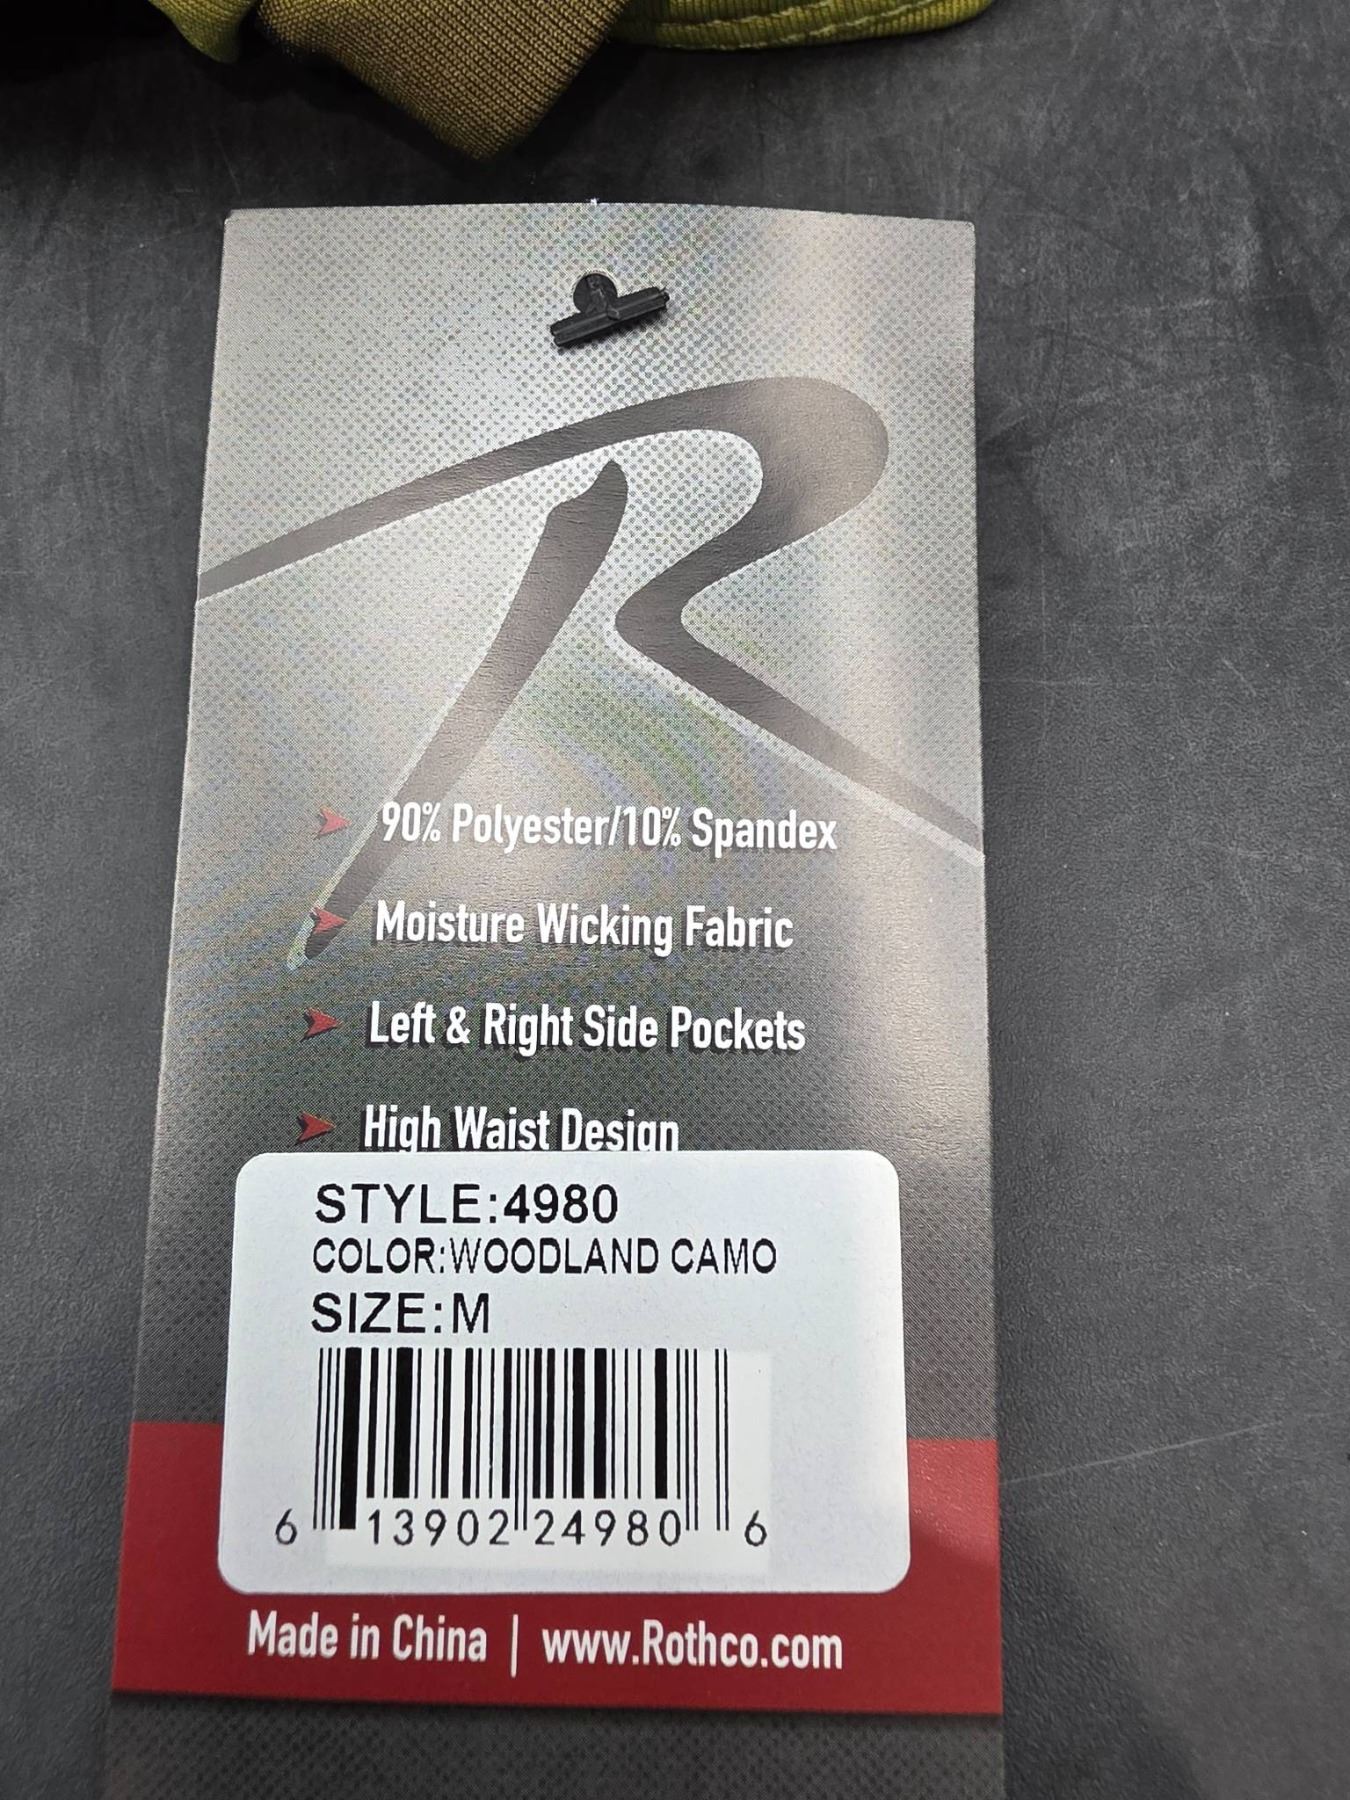 R
90% Polyester/10% Spandex
Moisture Wicking Fabric
Left & Right Side Pockets
High Waist Design
STYLE:4980
COLOR:WOODLAND CAMO
SIZE:M
6 13902 24980 6
Made in China | www.Rothco.com